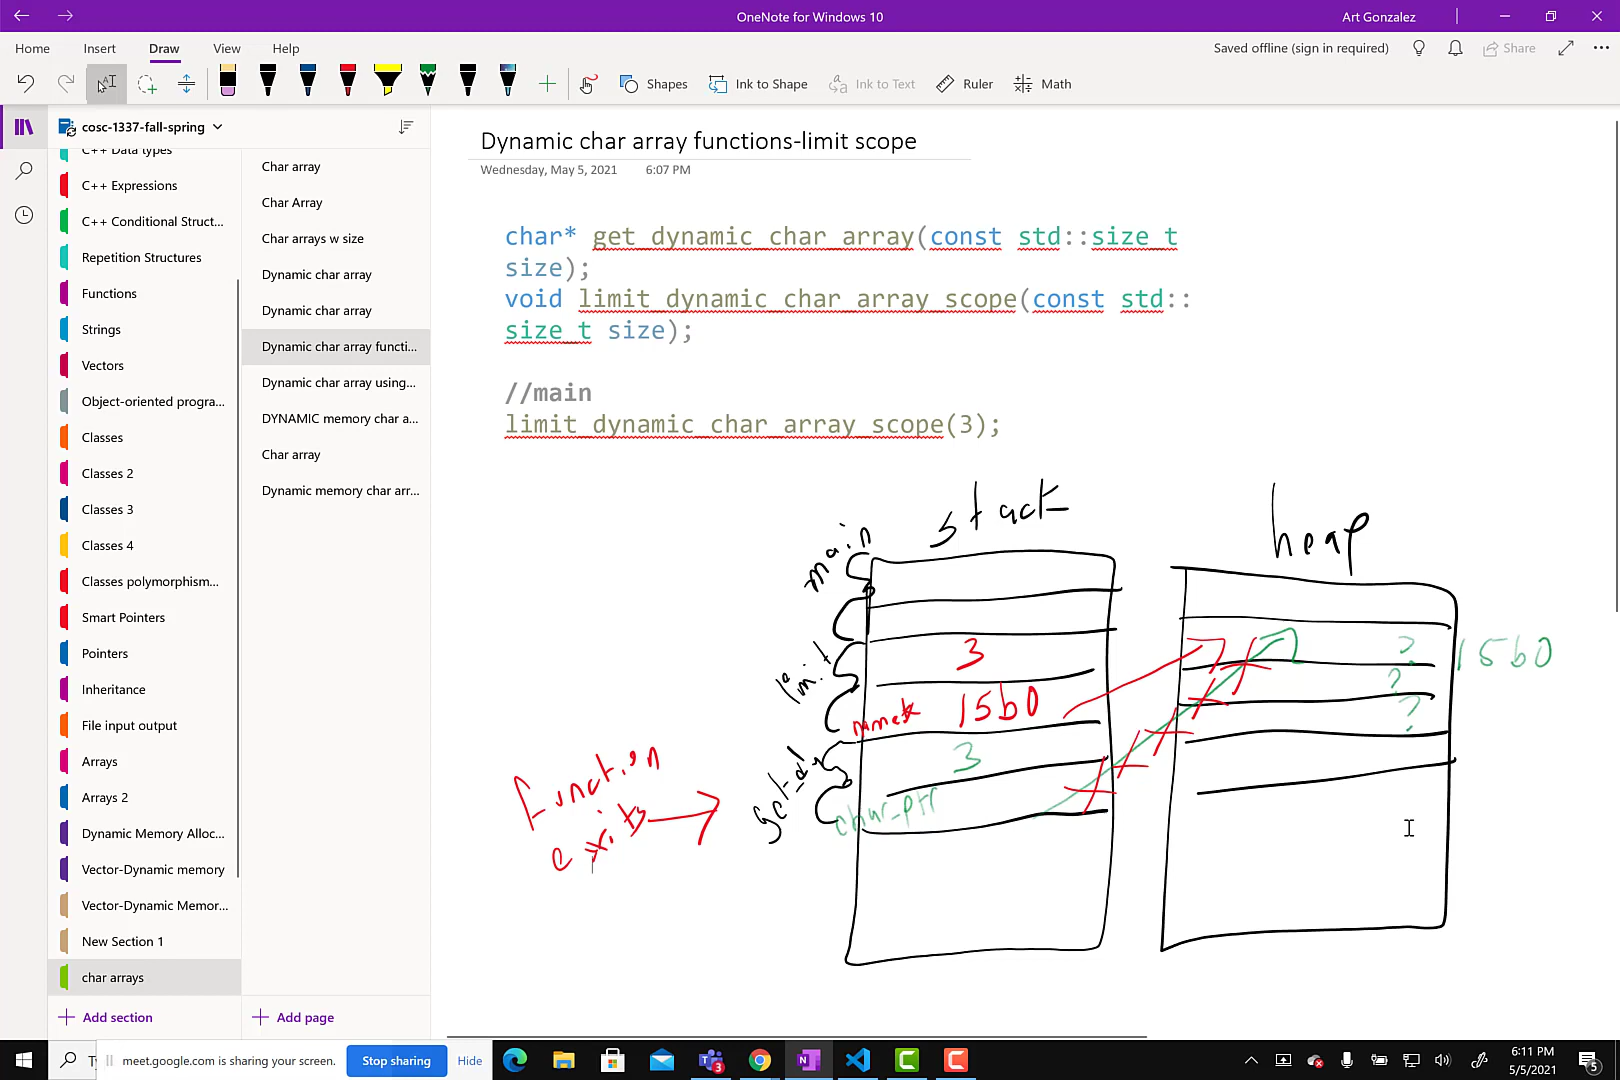 OneNote for Windows 10
Art Gonzalez
Home Insert Draw View Help
Saved offline (sign in required)
Share
Shapes
Ink to Shape
Ink to Text
Ruler
Math
cosc-1337-fall-spring
C++ Data types
C++ Expressions
C++ Conditional Struct...
Repetition Structures
Functions
Strings
Vectors
Object-oriented progra...
Classes
Classes 2
Classes 3
Classes 4
Classes polymorphism...
Smart Pointers
Pointers
Inheritance
File input output
Arrays
Arrays 2
Dynamic Memory Alloc...
Vector-Dynamic memory
Vector-Dynamic Memor...
New Section 1
char arrays
Add section
Char array
Char Array
Char arrays w size
Dynamic char array
Dynamic char array
Dynamic char array functi...
Dynamic char array using...
DYNAMIC memory char a...
Char array
Dynamic memory char arr...
Add page
Dynamic char array functions-limit scope
Wednesday, May 5, 2021 6:07 PM
char* get_dynamic_char_array(const std::size_t
size);
void limit_dynamic_char_array_scope(const std::
size_t size);
//main
limit_dynamic_char_array_scope(3);
stack
heap
main
3
? 1560
limit
?
1560
?
3
char-ptr
function
exits
meet.google.com is sharing your screen.
Stop sharing
Hide
3
6:11 PM
5/5/2021
5